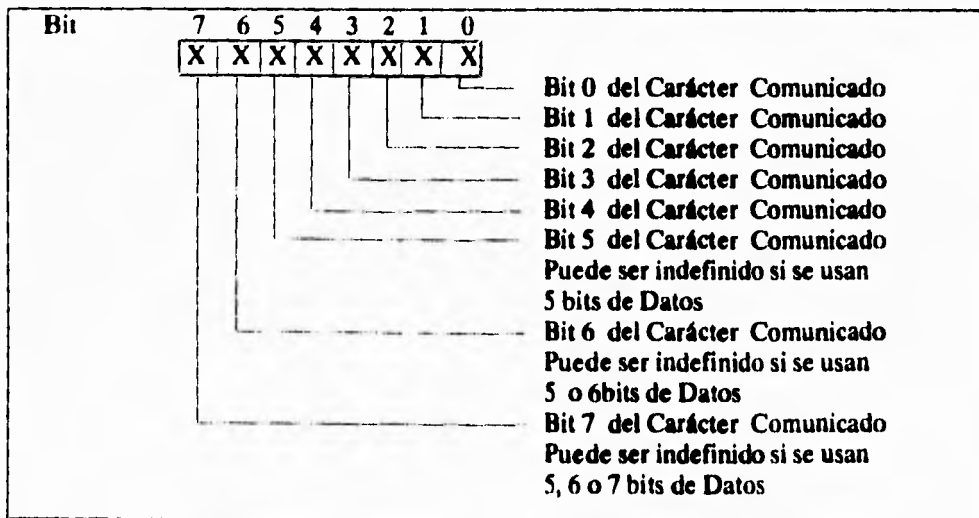 Bit 7 6 5 4 3 2 1 0
X X X X X X X X
Bit 0 del Carácter Comunicado
Bit 1 del Carácter Comunicado
Bit 2 del Carácter Comunicado
Bit 3 del Carácter Comunicado
Bit 4 del Carácter Comunicado
Bit 5 del Carácter Comunicado
Puede ser indefinido si se usan
5 bits de Datos
Bit 6 del Carácter Comunicado
Puede ser indefinido si se usan
5 o 6bits de Datos
Bit 7 del Carácter Comunicado
Puede ser indefinido si se usan
5, 6 o 7 bits de Datos